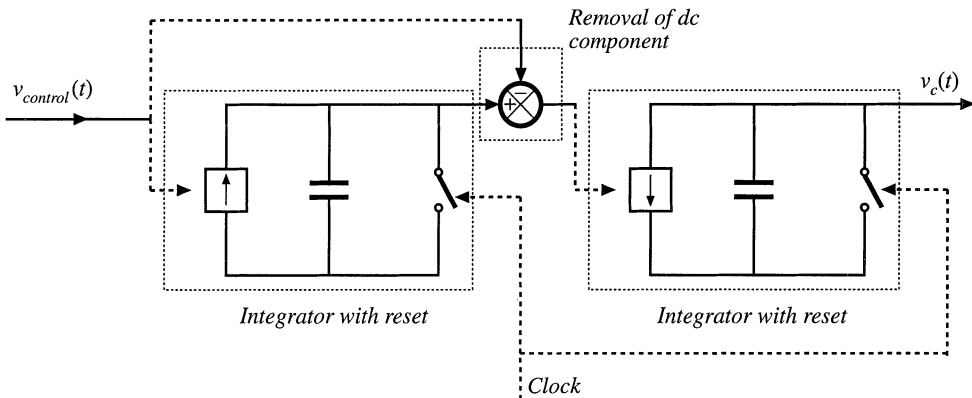 Removal of dc
component
v_control(t)
−
+
v_c(t)
Integrator with reset
Integrator with reset
Clock